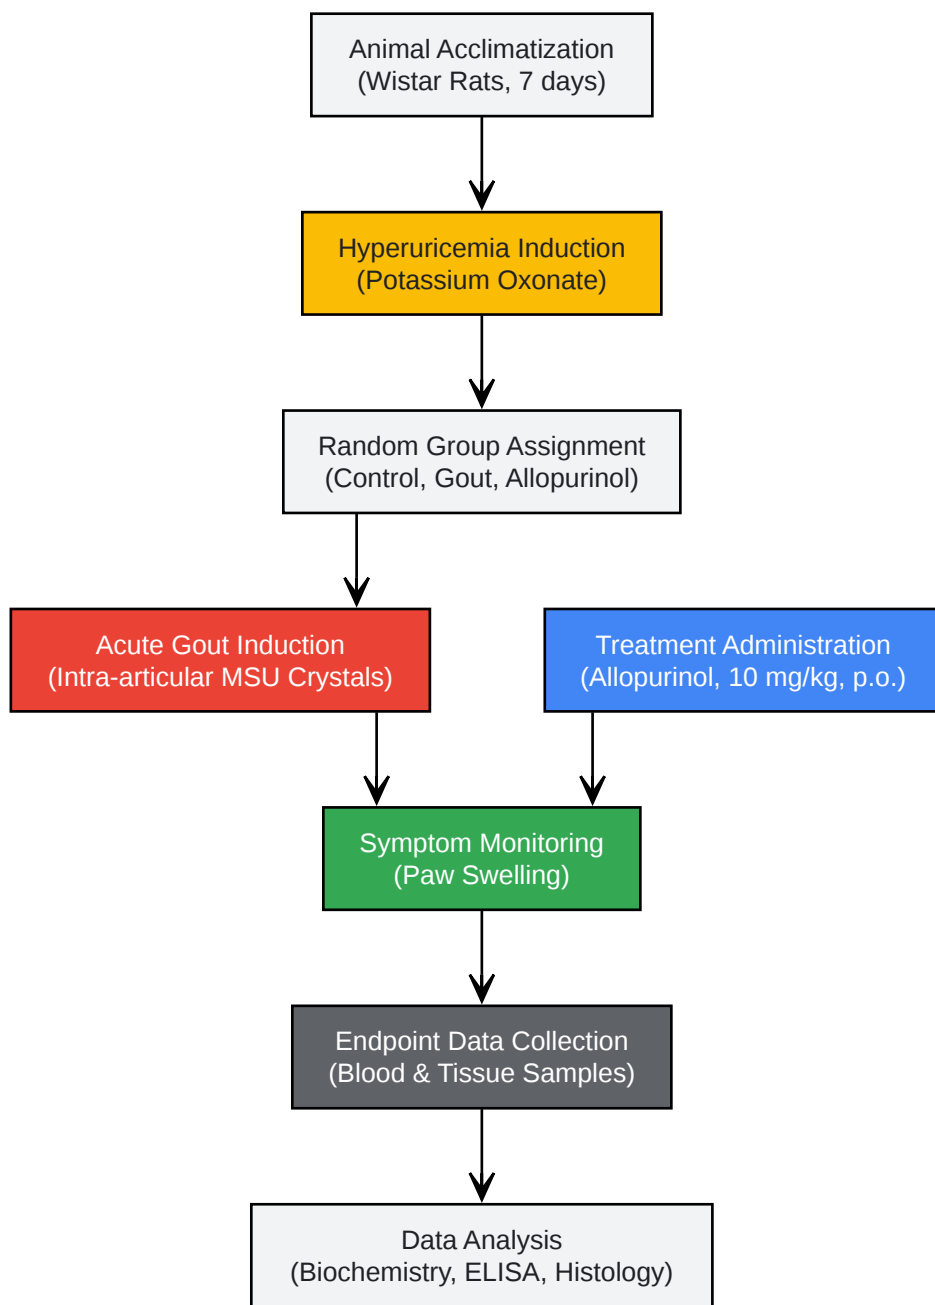 Animal Acclimatization
(Wistar Rats, 7 days)
Hyperuricemia Induction
(Potassium Oxonate)
Random Group Assignment
(Control, Gout, Allopurinol)
Acute Gout Induction
(Intra-articular MSU Crystals)
Treatment Administration
(Allopurinol, 10 mg/kg, p.o.)
Symptom Monitoring
(Paw Swelling)
Endpoint Data Collection
(Blood & Tissue Samples)
Data Analysis
(Biochemistry, ELISA, Histology)